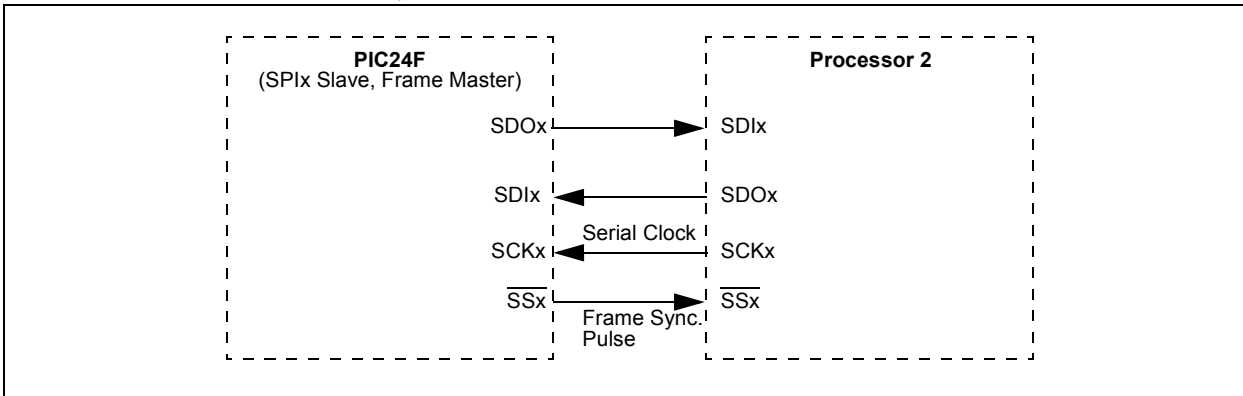 PIC24F
(SPIx Slave, Frame Master)
Processor 2
SDOx
SDIx
SDIx
SDOx
Serial Clock
SCKx
SCKx
SSx
SSx
Frame Sync.
Pulse